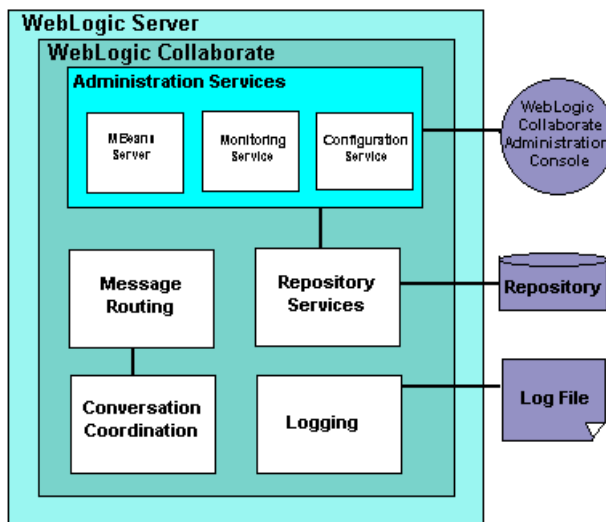 WebLogic Server
WebLogic Collaborate
Administration Services
MBeans
Server
Monitoring
Service
Configuration
Service
WebLogic
Collaborate
Administration
Console
Message
Routing
Repository
Services
Repository
Conversation
Coordination
Logging
Log File